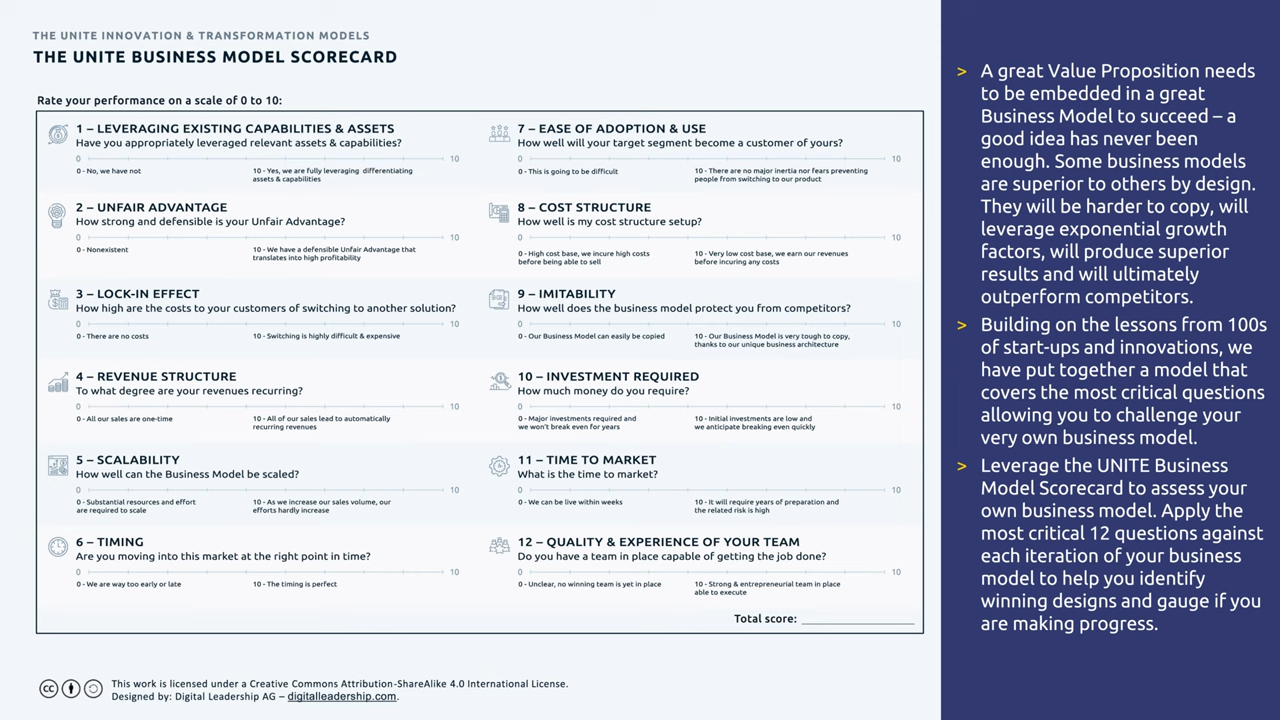 THE UNITE INNOVATION & TRANSFORMATION MODELS
THE UNITE BUSINESS MODEL SCORECARD
Rate your performance on a scale of 0 to 10:
1 – LEVERAGING EXISTING CAPABILITIES & ASSETS
Have you appropriately leveraged relevant assets & capabilities?
0 10
0 - No, we have not
10 - Yes, we are fully leveraging differentiating
assets & capabilities
2 – UNFAIR ADVANTAGE
How strong and defensible is your Unfair Advantage?
0 10
0 - Nonexistent
10 - We have a defensible Unfair Advantage that
translates into high profitability
3 – LOCK-IN EFFECT
How high are the costs to your customers of switching to another solution?
0 10
0 - There are no costs
10 - Switching is highly difficult & expensive
4 – REVENUE STRUCTURE
To what degree are your revenues recurring?
0 10
0 - All our sales are one-time
10 - All of our sales lead to automatically
recurring revenues
5 – SCALABILITY
How well can the Business Model be scaled?
0 10
0 - Substantial resources and effort
are required to scale
10 - As we increase our sales volume, our
efforts hardly increase
6 – TIMING
Are you moving into this market at the right point in time?
0 10
0 - We are way too early or late
10 - The timing is perfect
7 – EASE OF ADOPTION & USE
How well will your target segment become a customer of yours?
0 10
0 - This is going to be difficult
10 - There are no major inertia nor fears preventing
people from switching to our product
8 – COST STRUCTURE
How well is my cost structure setup?
0 10
0 - High cost base, we incure high costs
before being able to sell
10 - Very low cost base, we earn our revenues
before incuring any costs
9 – IMITABILITY
How well does the business model protect you from competitors?
0 10
0 - Our Business Model can easily be copied
10 - Our Business Model is very tough to copy,
thanks to our unique business architecture
10 – INVESTMENT REQUIRED
How much money do you require?
0 10
0 - Major investments required and
we won't break even for years
10 - Initial investments are low and
we anticipate breaking even quickly
11 – TIME TO MARKET
What is the time to market?
0 10
0 - We can be live within weeks
10 - It will require years of preparation and
the related risk is high
12 – QUALITY & EXPERIENCE OF YOUR TEAM
Do you have a team in place capable of getting the job done?
0 10
0 - Unclear, no winning team is yet in place
10 - Strong & entrepreneurial team in place
able to execute
Total score:
cc
This work is licensed under a Creative Commons Attribution-ShareAlike 4.0 International License.
Designed by: Digital Leadership AG – digitalleadership.com.
> A great Value Proposition needs
to be embedded in a great
Business Model to succeed – a
good idea has never been
enough. Some business models
are superior to others by design.
They will be harder to copy, will
leverage exponential growth
factors, will produce superior
results and will ultimately
outperform competitors.
> Building on the lessons from 100s
of start-ups and innovations, we
have put together a model that
covers the most critical questions
allowing you to challenge your
very own business model.
> Leverage the UNITE Business
Model Scorecard to assess your
own business model. Apply the
most critical 12 questions against
each iteration of your business
model to help you identify
winning designs and gauge if you
are making progress.